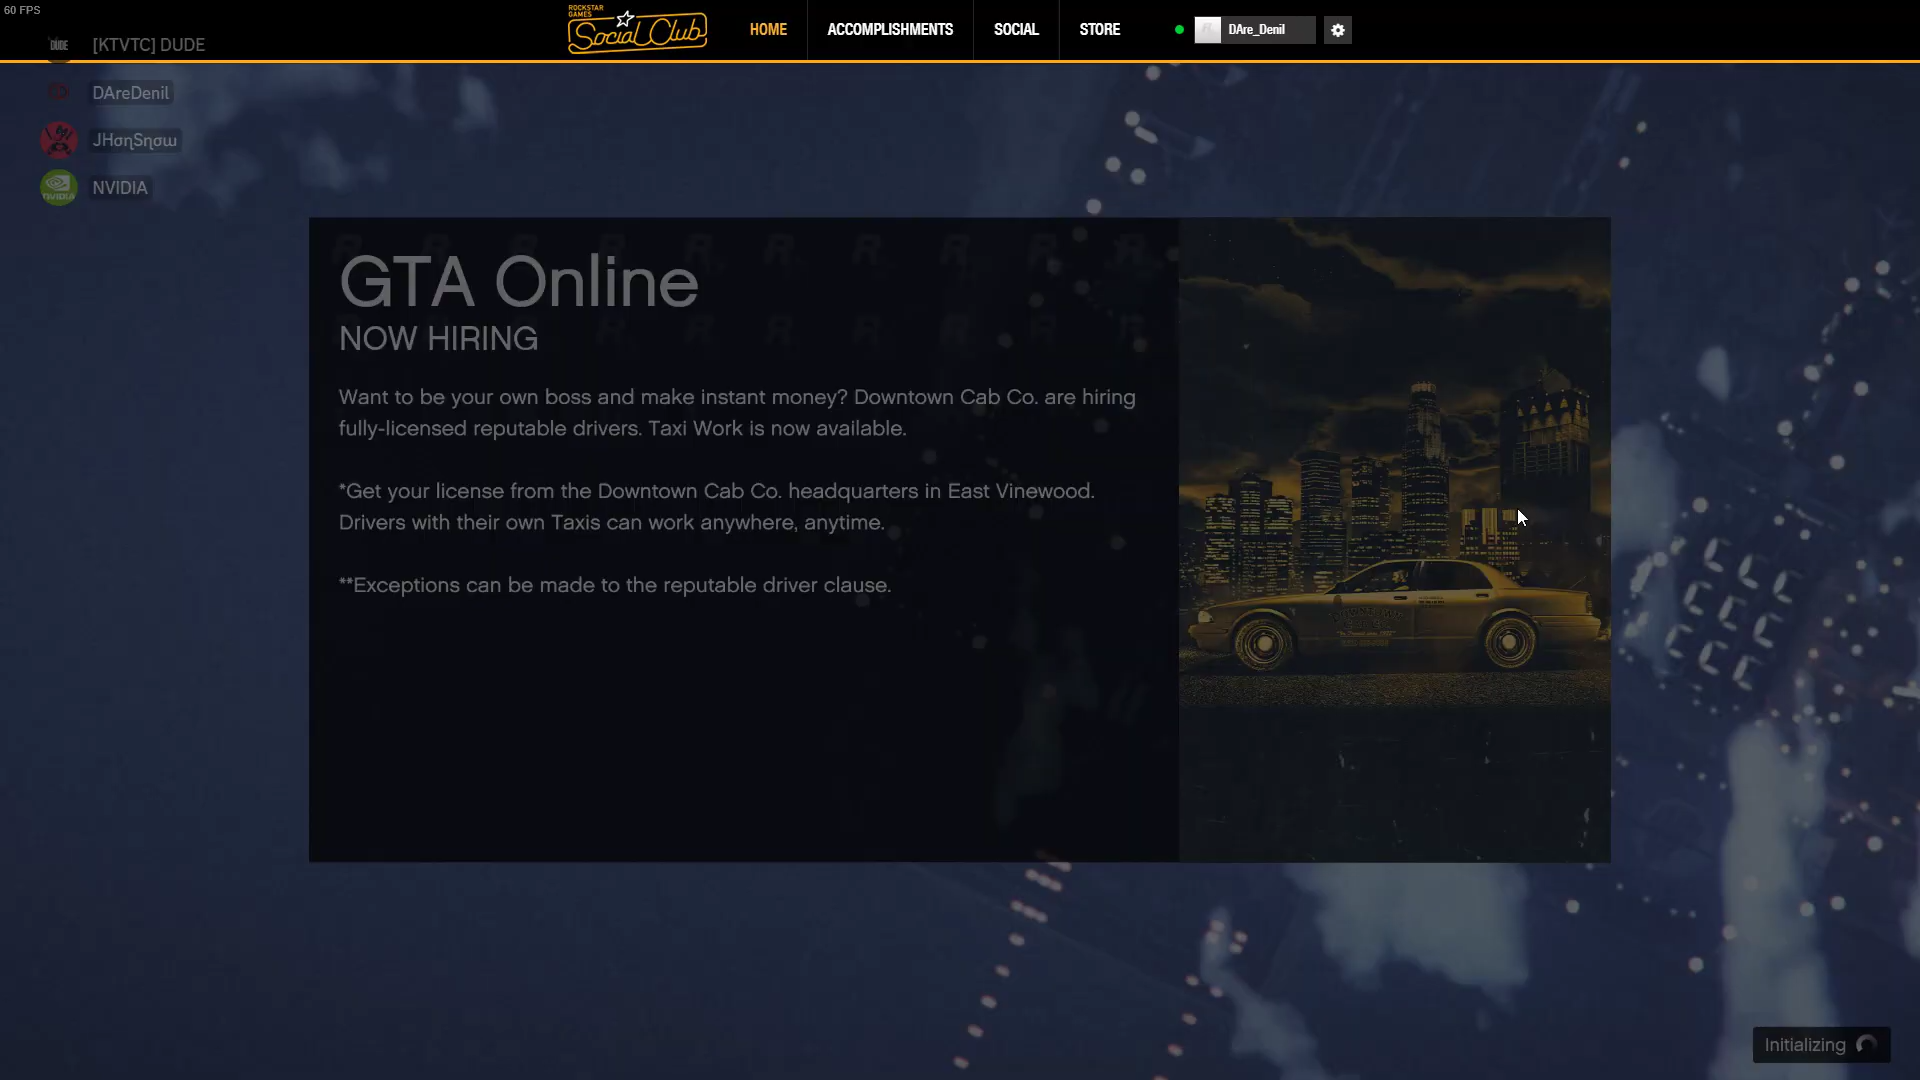 60 FPS
ROCKSTAR
GAMES
Social Club
HOME
ACCOMPLISHMENTS
SOCIAL
STORE
DAre_Denil
DUDE
[KTVTC] DUDE
DAreDenil
JHσηSησω
NVIDIA
NVIDIA
GTA Online
NOW HIRING
Want to be your own boss and make instant money? Downtown Cab Co. are hiring
fully-licensed reputable drivers. Taxi Work is now available.
*Get your license from the Downtown Cab Co. headquarters in East Vinewood.
Drivers with their own Taxis can work anywhere, anytime.
**Exceptions can be made to the reputable driver clause.
Initializing